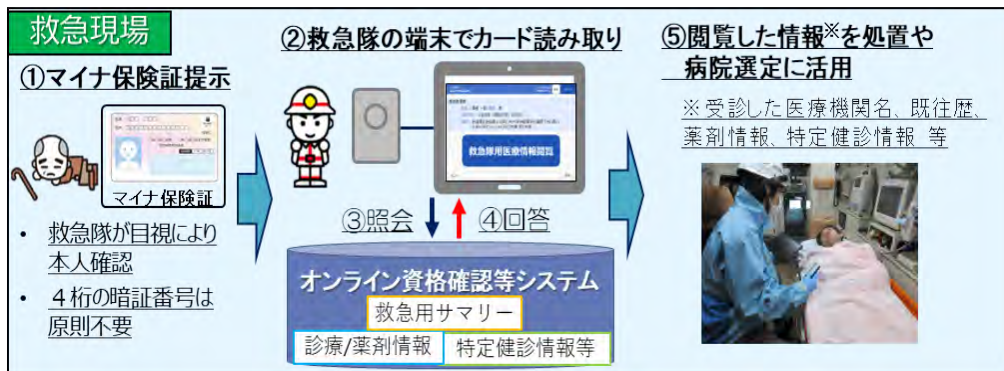 救急現場
①マイナ保険証提示
マイナ保険証
• 救急隊が目視により
本人確認
• 4桁の暗証番号は
原則不要
②救急隊の端末でカード読み取り
救急隊用医療情報閲覧
③照会
④回答
オンライン資格確認等システム
救急用サマリー
診療/薬剤情報
特定健診情報等
⑤閲覧した情報※を処置や
病院選定に活用
※受診した医療機関名、既往歴、
薬剤情報、特定健診情報 等